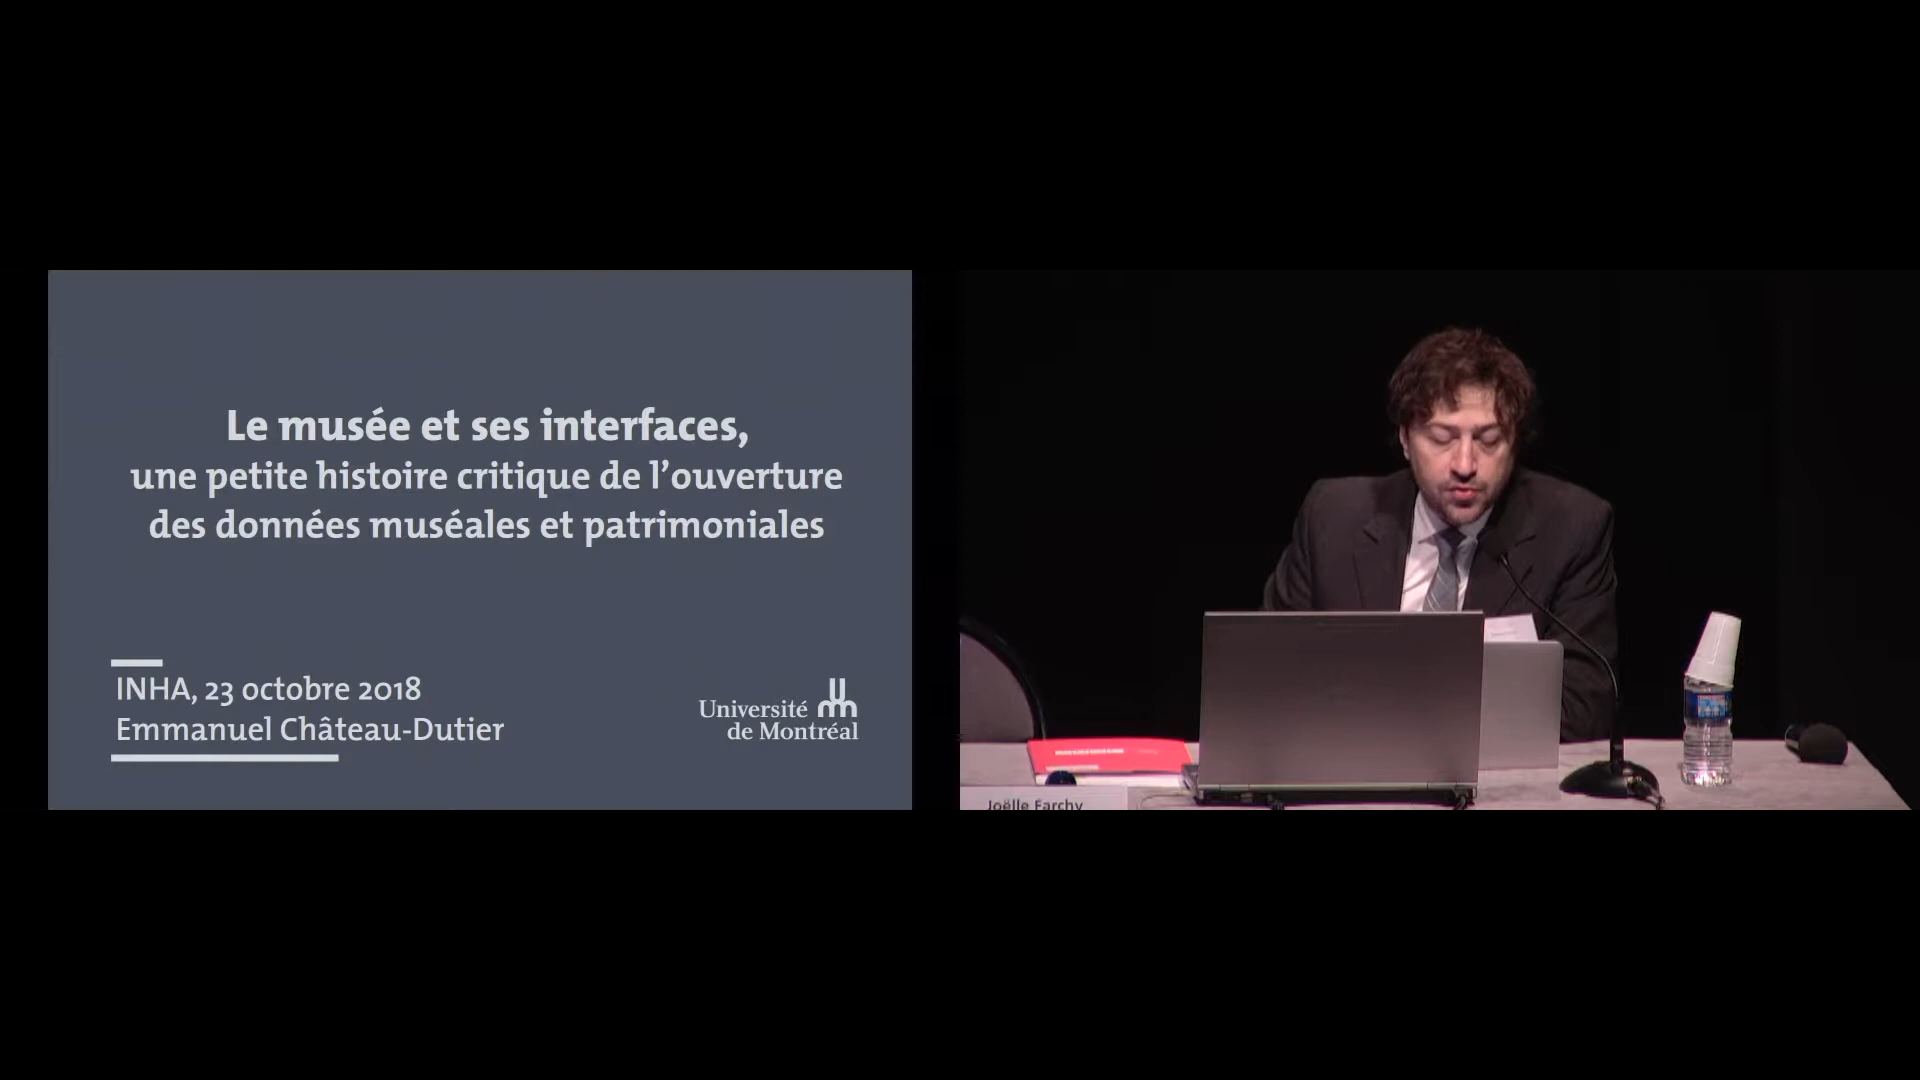 Le musée et ses interfaces,
une petite histoire critique de l’ouverture
des données muséales et patrimoniales
INHA, 23 octobre 2018
Emmanuel Château-Dutier
Université
de Montréal
Joëlle Farchy